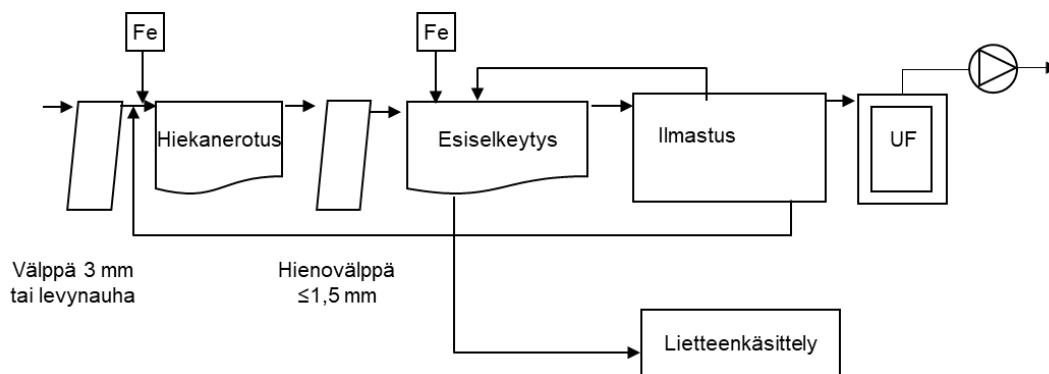 Fe
Fe
Hiekanerotus
Esiselkeytys
Ilmastus
UF
Välppä 3 mm
tai levynauha
Hienovälppä
≤1,5 mm
Lietteenkäsittely